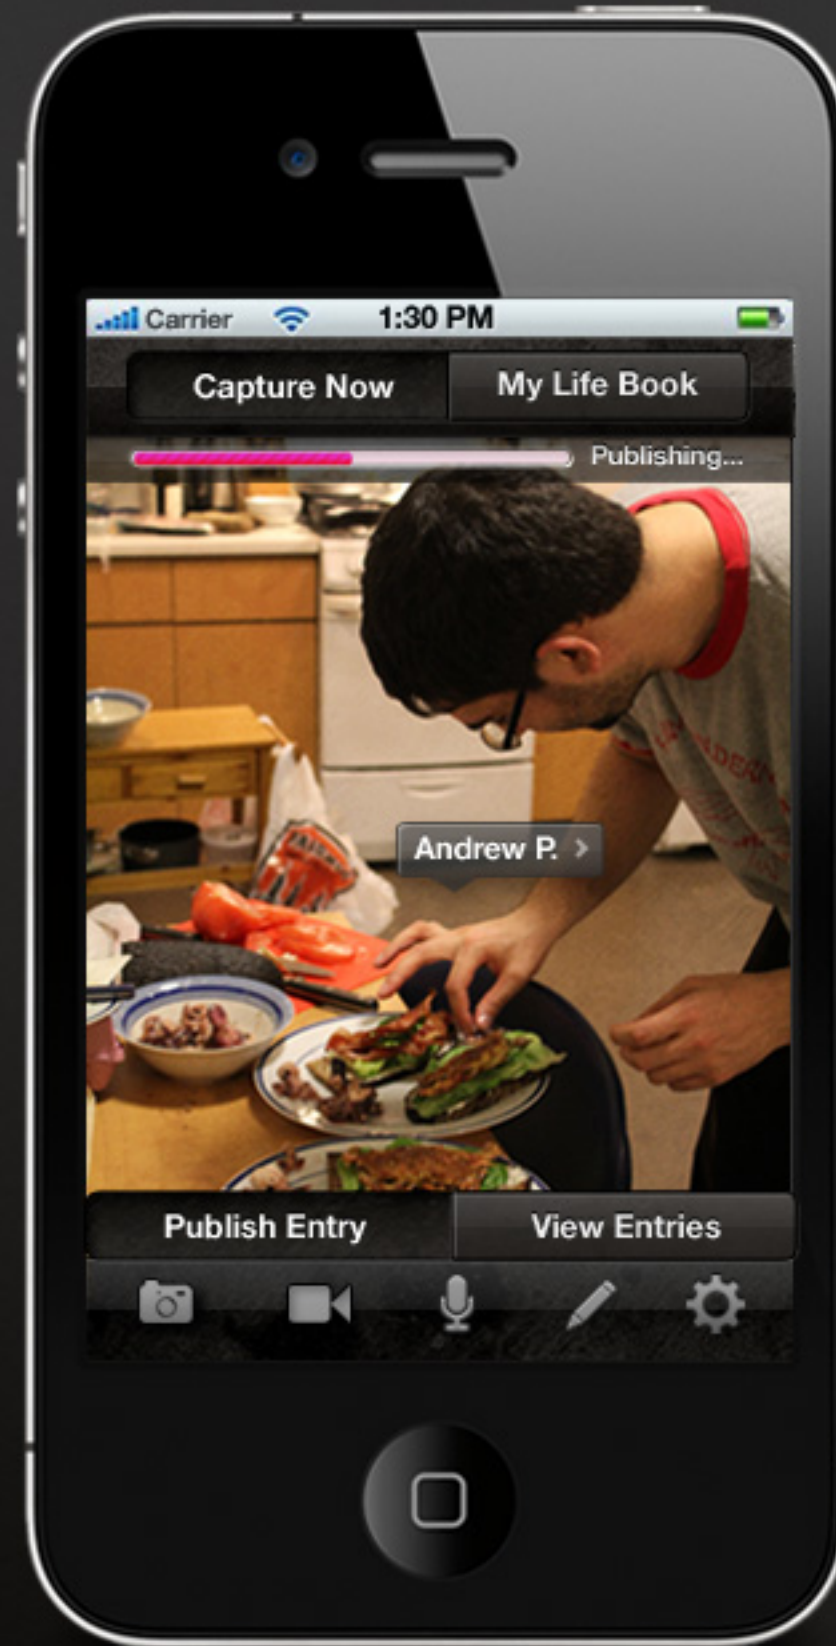 Carrier 1:30 PM
Capture Now My Life Book
Publishing...
Andrew P.
Publish Entry View Entries